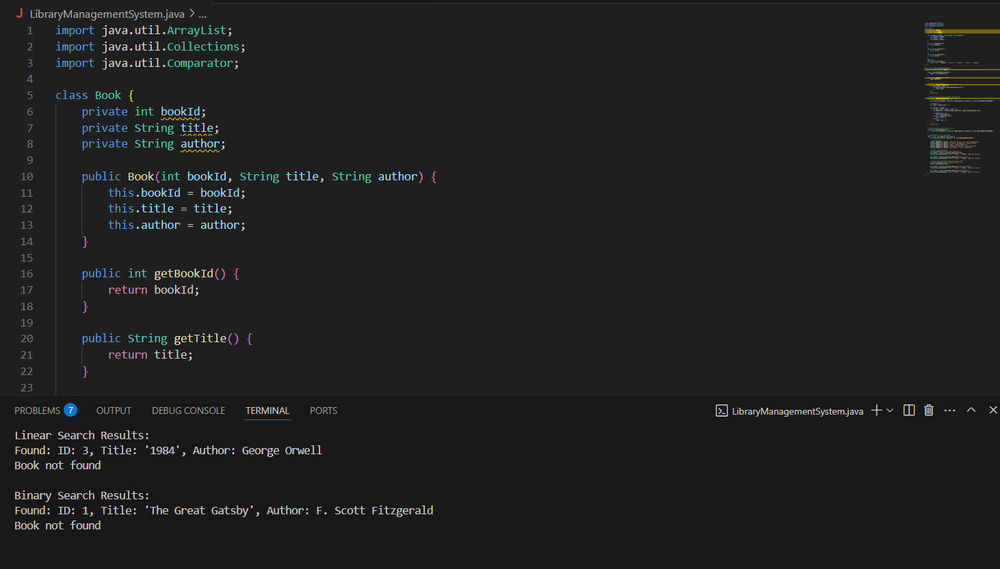 J LibraryManagementSystem.java > ...
1 import java.util.ArrayList;
2 import java.util.Collections;
3 import java.util.Comparator;
4
5 class Book {
6     private int bookId;
7     private String title;
8     private String author;
9
10     public Book(int bookId, String title, String author) {
11         this.bookId = bookId;
12         this.title = title;
13         this.author = author;
14     }
15
16     public int getBookId() {
17         return bookId;
18     }
19
20     public String getTitle() {
21         return title;
22     }
23
PROBLEMS 7 OUTPUT DEBUG CONSOLE TERMINAL PORTS LibraryManagementSystem.java
Linear Search Results:
Found: ID: 3, Title: '1984', Author: George Orwell
Book not found

Binary Search Results:
Found: ID: 1, Title: 'The Great Gatsby', Author: F. Scott Fitzgerald
Book not found